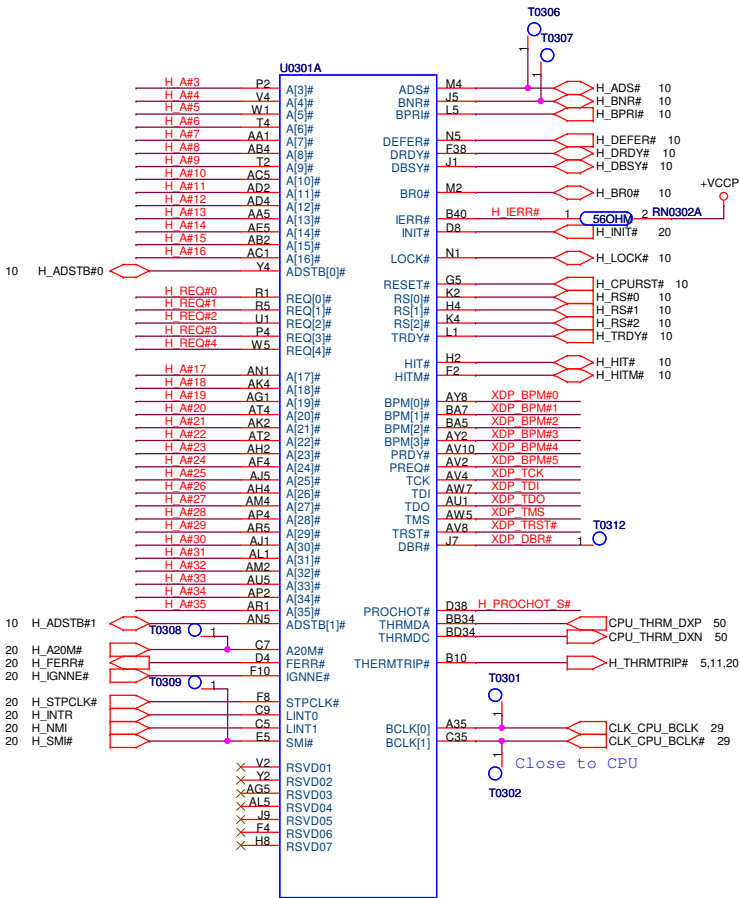 T0306
T0307
U0301A
H_A#3 P2 A[3]# ADS# M4 H_ADS# 10
H_A#4 V4 A[4]# BNR# J5 H_BNR# 10
H_A#5 W1 A[5]# BPRI# L5 H_BPRI# 10
H_A#6 T4 A[6]#
H_A#7 AA1 A[7]# DEFER# N5 H_DEFER# 10
H_A#8 AB4 A[8]# DRDY# F38 H_DRDY# 10
H_A#9 T2 A[9]# DBSY# J1 H_DBSY# 10
H_A#10 AC5 A[10]#
H_A#11 AD2 A[11]# BR0# M2 H_BR0# 10
H_A#12 AD4 A[12]# +VCCP
H_A#13 AA5 A[13]# IERR# B40 H_IERR# 1 56OHM 2 RN0302A
H_A#14 AE5 A[14]# INIT# D8 H_INIT# 20
H_A#15 AB2 A[15]#
H_A#16 AC1 A[16]# LOCK# N1 H_LOCK# 10
10 H_ADSTB#0 Y4 ADSTB[0]#
RESET# G5 H_CPURST# 10
H_REQ#0 R1 REQ[0]# RS[0]# K2 H_RS#0 10
H_REQ#1 R5 REQ[1]# RS[1]# H4 H_RS#1 10
H_REQ#2 U1 REQ[2]# RS[2]# K4 H_RS#2 10
H_REQ#3 P4 REQ[3]# TRDY# L1 H_TRDY# 10
H_REQ#4 W5 REQ[4]#
HIT# H2 H_HIT# 10
H_A#17 AN1 A[17]# HITM# F2 H_HITM# 10
H_A#18 AK4 A[18]#
H_A#19 AG1 A[19]# BPM[0]# AY8 XDP_BPM#0
H_A#20 AT4 A[20]# BPM[1]# BA7 XDP_BPM#1
H_A#21 AK2 A[21]# BPM[2]# BA5 XDP_BPM#2
H_A#22 AT2 A[22]# BPM[3]# AY2 XDP_BPM#3
H_A#23 AH2 A[23]# PRDY# AV10 XDP_BPM#4
H_A#24 AF4 A[24]# PREQ# AV2 XDP_BPM#5
H_A#25 AJ5 A[25]# TCK AV4 XDP_TCK
H_A#26 AH4 A[26]# TDI AW7 XDP_TDI
H_A#27 AM4 A[27]# TDO AU1 XDP_TDO
H_A#28 AP4 A[28]# TMS AW5 XDP_TMS
H_A#29 AR5 A[29]# TRST# AV8 XDP_TRST# T0312
H_A#30 AJ1 A[30]# DBR# J7 XDP_DBR# 1
H_A#31 AL1 A[31]#
H_A#32 AM2 A[32]#
H_A#33 AU5 A[33]#
H_A#34 AP2 A[34]#
H_A#35 AR1 A[35]# PROCHOT# D38 H_PROCHOT_S#
10 H_ADSTB#1 AN5 ADSTB[1]# THRMDA BB34 CPU_THRM_DXP 50
T0308 1 THRMDC BD34 CPU_THRM_DXN 50
20 H_A20M# C7 A20M#
20 H_FERR# D4 FERR# THERMTRIP# B10 H_THRMTRIP# 5,11,20
20 H_IGNNE# F10 IGNNE#
T0309 1 T0301
20 H_STPCLK# F8 STPCLK# 1
20 H_INTR C9 LINT0
20 H_NMI C5 LINT1 BCLK[0] A35 CLK_CPU_BCLK 29
20 H_SMI# E5 SMI# BCLK[1] C35 CLK_CPU_BCLK# 29
1 Close to CPU
V2 RSVD01
Y2 RSVD02 T0302
AG5 RSVD03
AL5 RSVD04
J9 RSVD05
F4 RSVD06
H8 RSVD07